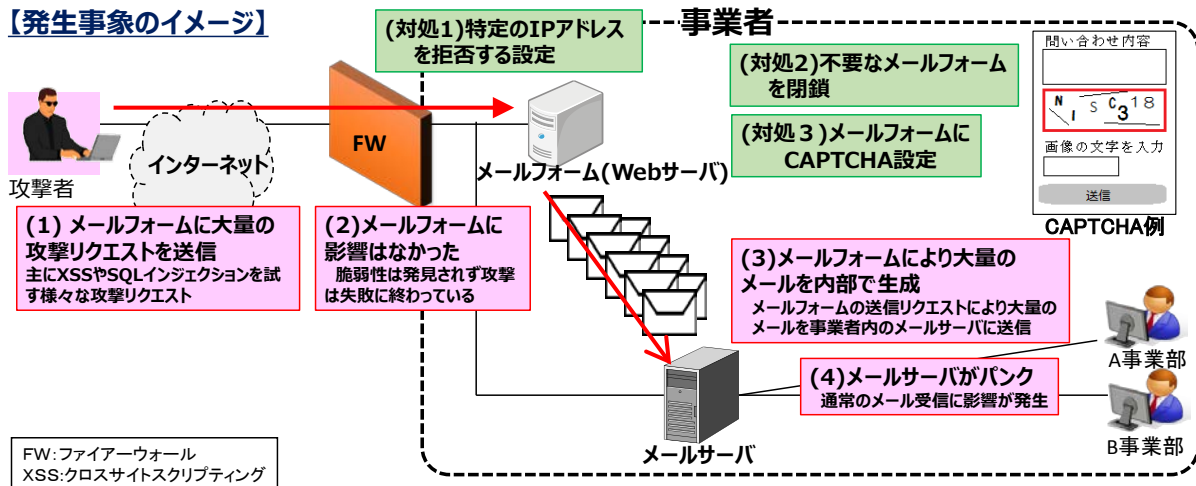 【発生事象のイメージ】
事業者
(対処1)特定のIPアドレス
を拒否する設定
(対処2)不要なメールフォーム
を閉鎖
(対処３)メールフォームに
CAPTCHA設定
問い合わせ内容
N I S C 3 1 8
画像の文字を入力
送信
CAPTCHA例
攻撃者
インターネット
FW
メールフォーム(Webサーバ)
(1) メールフォームに大量の
攻撃リクエストを送信
主にXSSやSQLインジェクションを試
す様々な攻撃リクエスト
(2)メールフォームに
影響はなかった
脆弱性は発見されず攻撃
は失敗に終わっている
(3)メールフォームにより大量の
メールを内部で生成
メールフォームの送信リクエストにより大量の
メールを事業者内のメールサーバに送信
(4)メールサーバがパンク
通常のメール受信に影響が発生
A事業部
B事業部
メールサーバ
FW:ファイアーウォール
XSS:クロスサイトスクリプティング